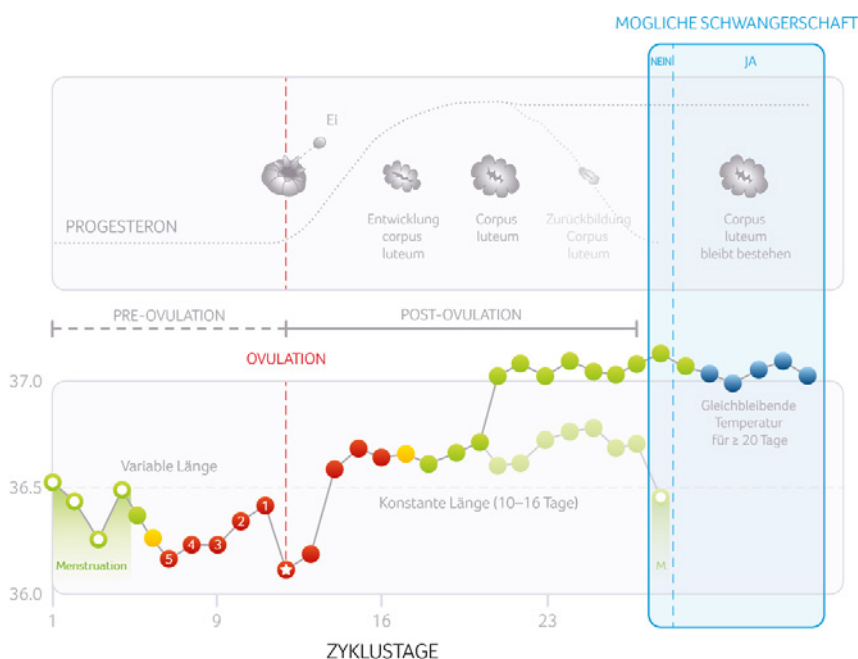 MÖGLICHE SCHWANGERSCHAFT
NEIN
JA
Ei
PROGESTERON
Entwicklung
corpus
luteum
Corpus
luteum
Zurückbildung
Corpus
luteum
Corpus
luteum
bleibt bestehen
PRE-OVULATION
POST-OVULATION
OVULATION
37.0
Variable Länge
Gleichbleibende
Temperatur
für ≥ 20 Tage
36.5
Konstante Länge (10–16 Tage)
5
4
3
2
1
Menstruation
M.
36.0
1
9
16
23
ZYKLUSTAGE